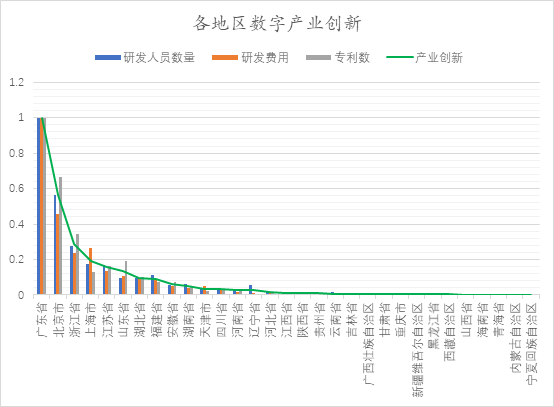 各地区数字产业创新
研发人员数量 研发费用 专利数 产业创新
1.2
1
0.8
0.6
0.4
0.2
0
广东省
北京市
浙江省
上海市
江苏省
山东省
湖北省
福建省
安徽省
湖南省
天津市
四川省
河南省
辽宁省
河北省
江西省
陕西省
贵州省
云南省
吉林省
广西壮族自治区
甘肃省
重庆市
新疆维吾尔自治区
黑龙江省
西藏自治区
山西省
海南省
青海省
内蒙古自治区
宁夏回族自治区